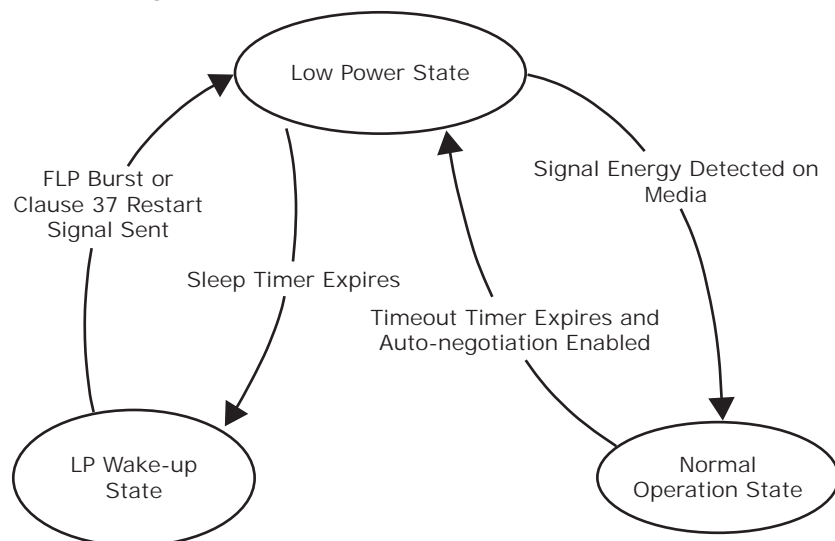 Low Power State
FLP Burst or
Clause 37 Restart
Signal Sent
Signal Energy Detected on
Media
Sleep Timer Expires
Timeout Timer Expires and
Auto-negotiation Enabled
LP Wake-up
State
Normal
Operation State